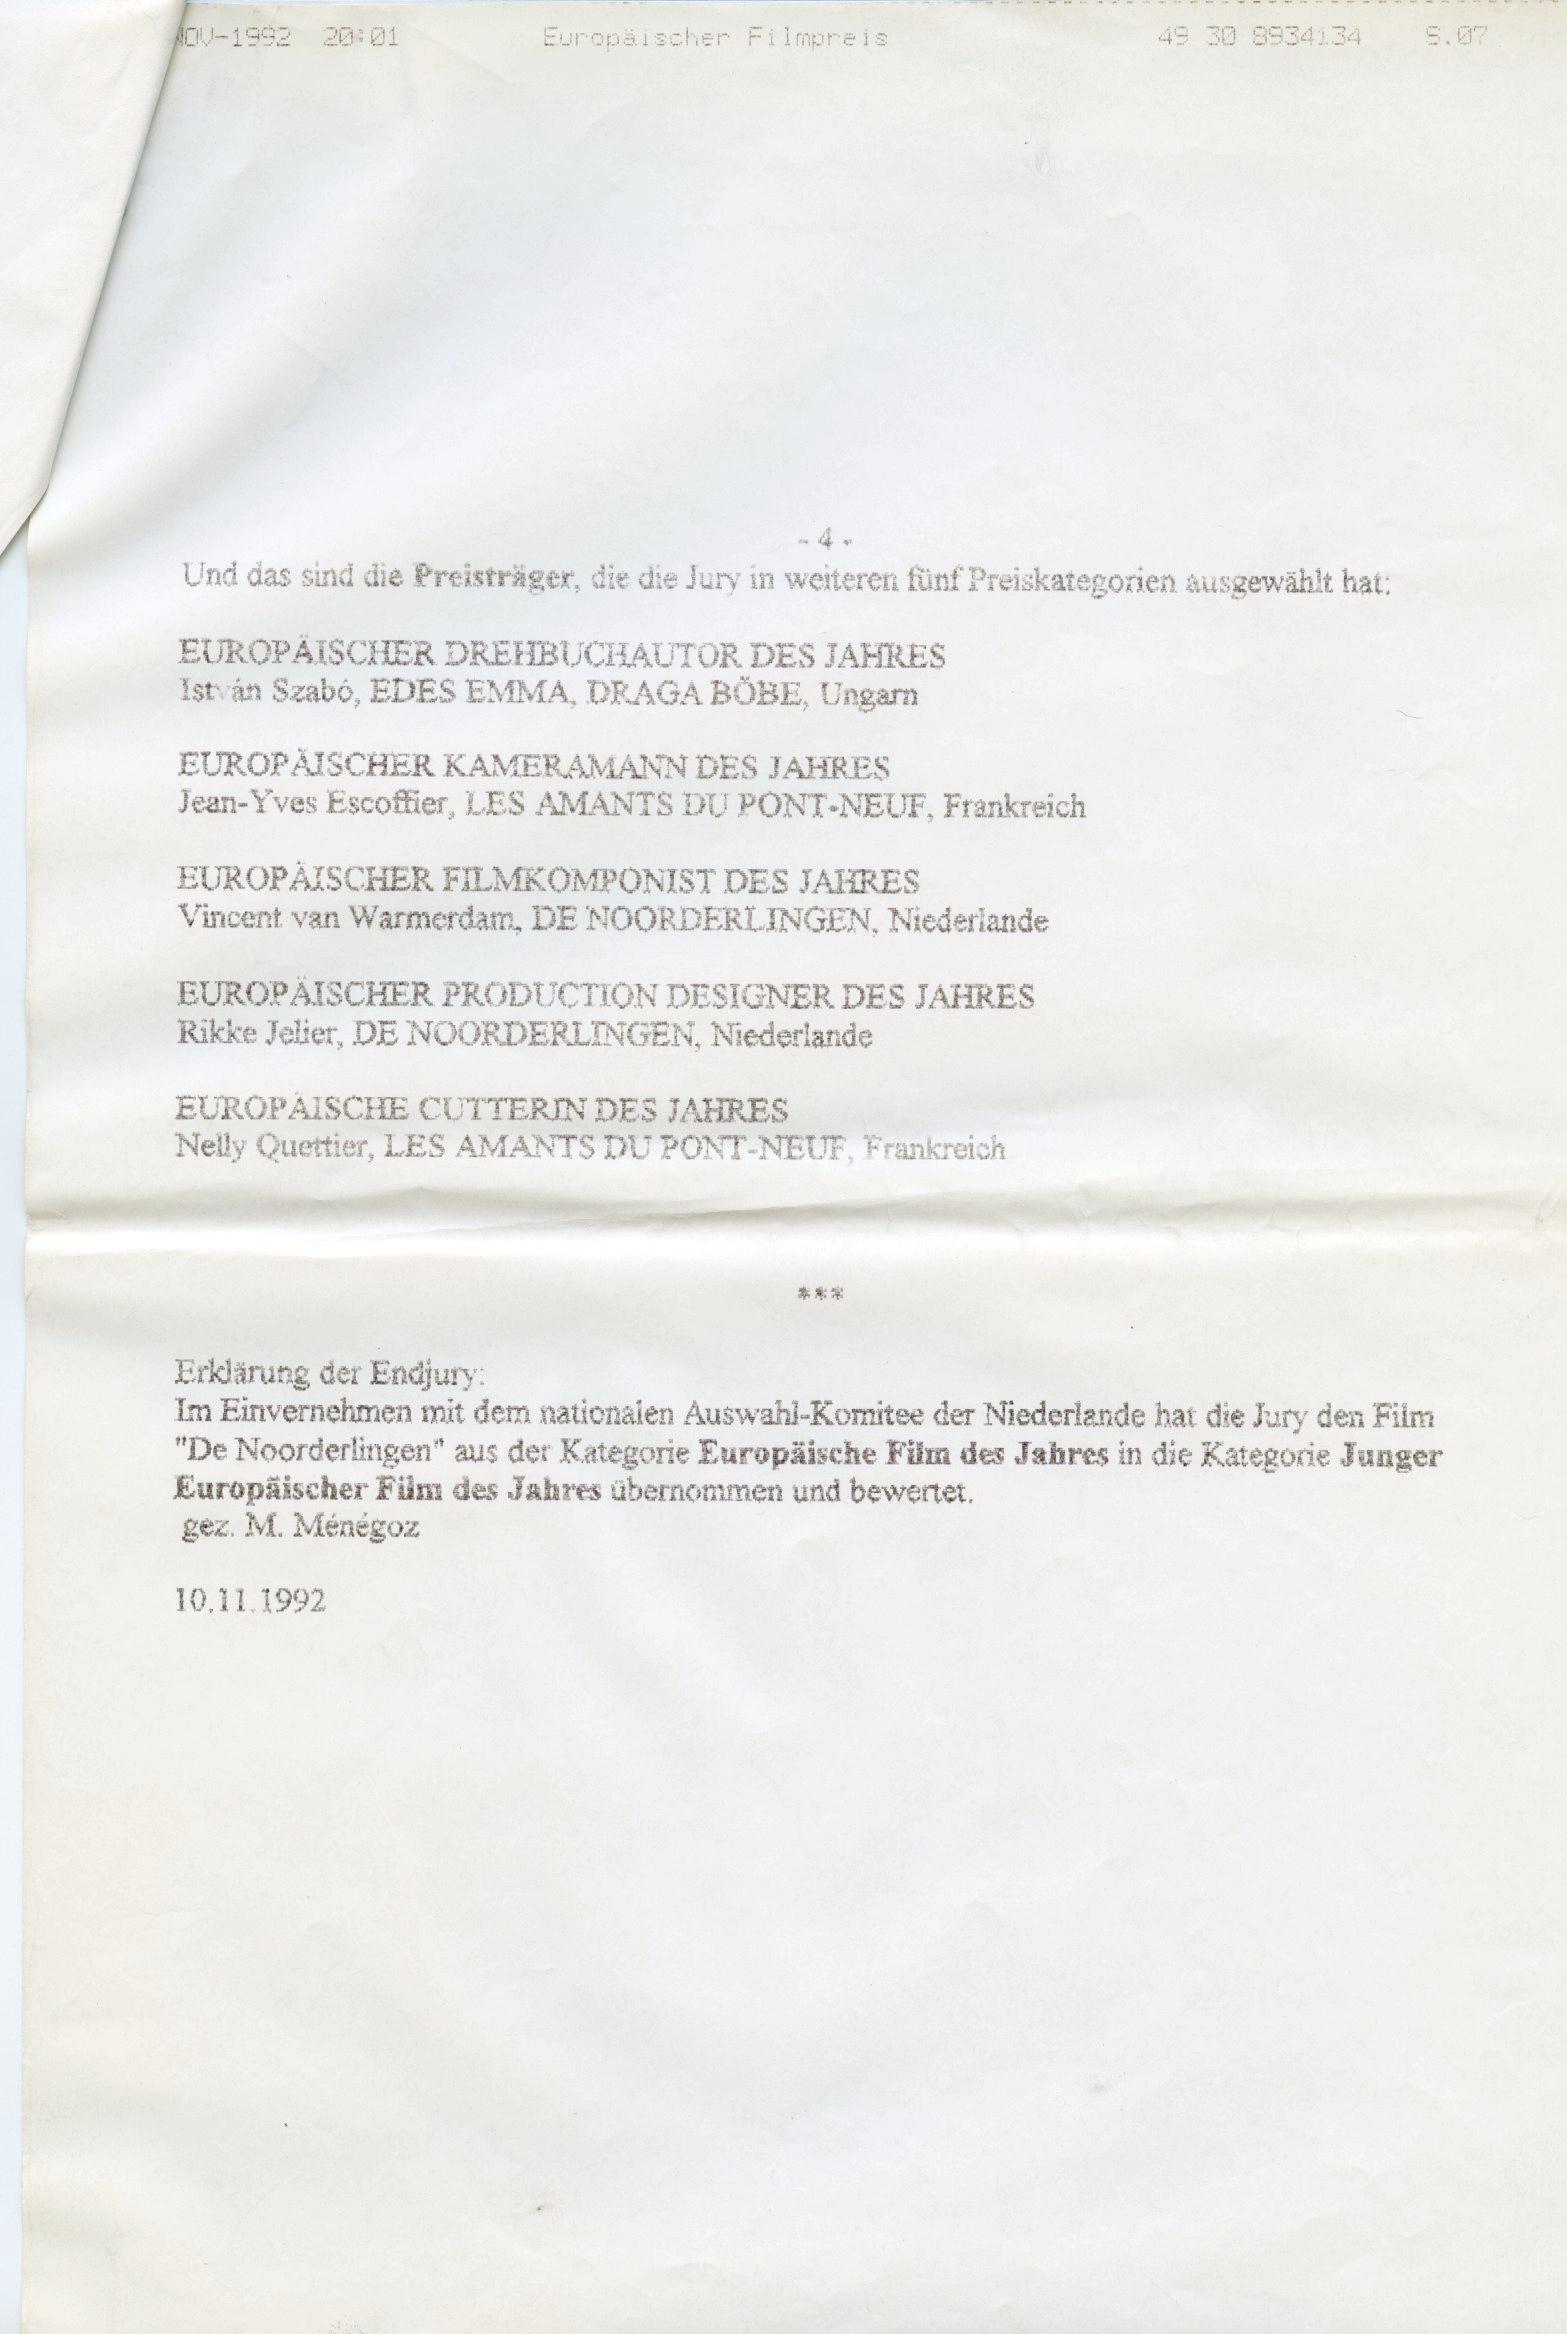 NOV-1992 20:01 Europäischer Filmpreis 49 30 8934134 S.07
- 4 -
Und das sind die Preisträger, die die Jury in weiteren fünf Preiskategorien ausgewählt hat:
EUROPÄISCHER DREHBUCHAUTOR DES JAHRES
István Szabó, EDES EMMA, DRAGA BÖBE, Ungarn
EUROPÄISCHER KAMERAMANN DES JAHRES
Jean-Yves Escoffier, LES AMANTS DU PONT-NEUF, Frankreich
EUROPÄISCHER FILMKOMPONIST DES JAHRES
Vincent van Warmerdam, DE NOORDERLINGEN, Niederlande
EUROPÄISCHER PRODUCTION DESIGNER DES JAHRES
Rikke Jelier, DE NOORDERLINGEN, Niederlande
EUROPÄISCHE CUTTERIN DES JAHRES
Nelly Quettier, LES AMANTS DU PONT-NEUF, Frankreich
***
Erklärung der Endjury:
Im Einvernehmen mit dem nationalen Auswahl-Komitee der Niederlande hat die Jury den Film
"De Noorderlingen" aus der Kategorie Europäische Film des Jahres in die Kategorie Junger
Europäischer Film des Jahres übernommen und bewertet.
gez. M. Ménégoz
10.11.1992